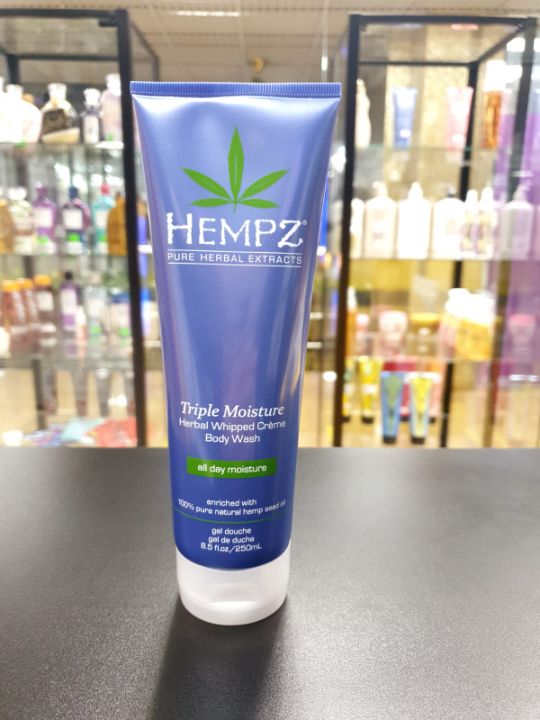 HEMPZ®
PURE HERBAL EXTRACTS
Triple Moisture
Herbal Whipped Crème
Body Wash
all day moisture
enriched with
100% pure natural hemp seed oil
gel douche
gel de ducha
8.5 fl.oz/250mL